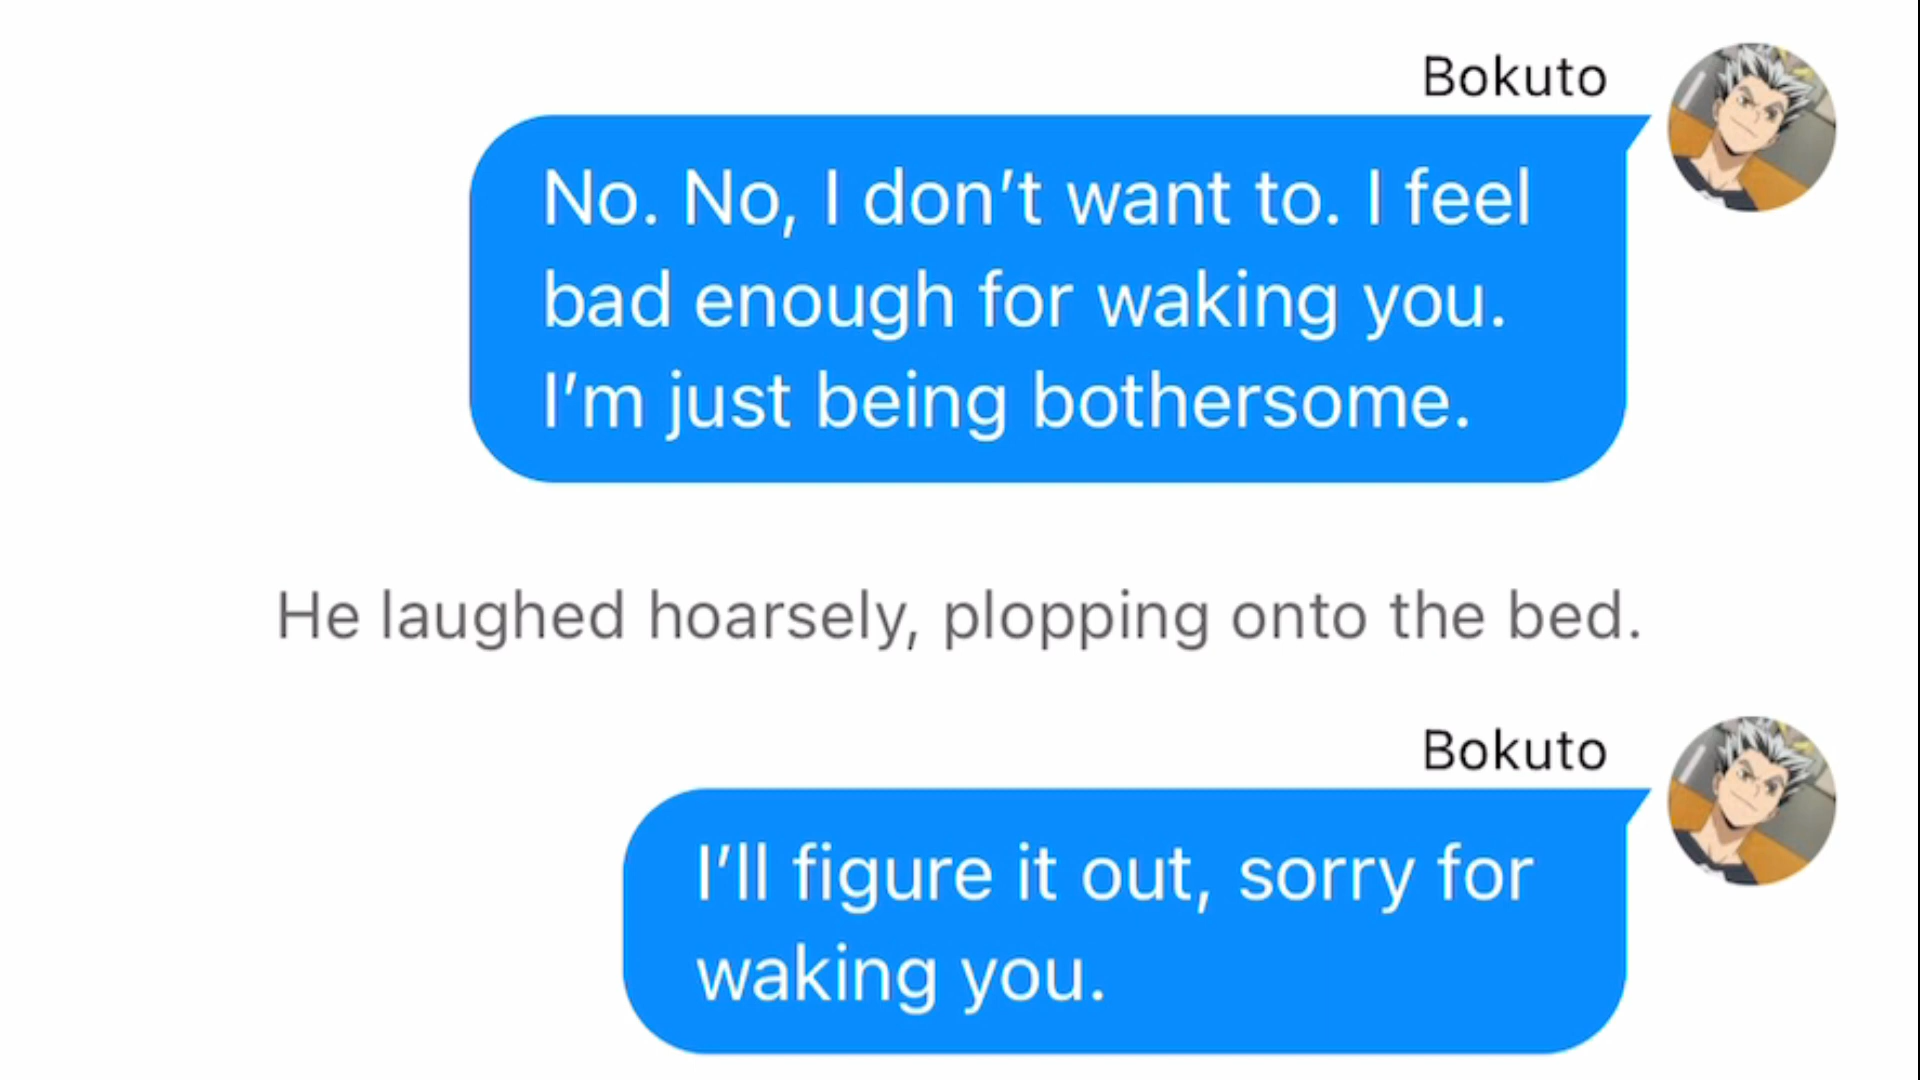 Bokuto
No. No, I don’t want to. I feel
bad enough for waking you.
I’m just being bothersome.
He laughed hoarsely, plopping onto the bed.
Bokuto
I’ll figure it out, sorry for
waking you.